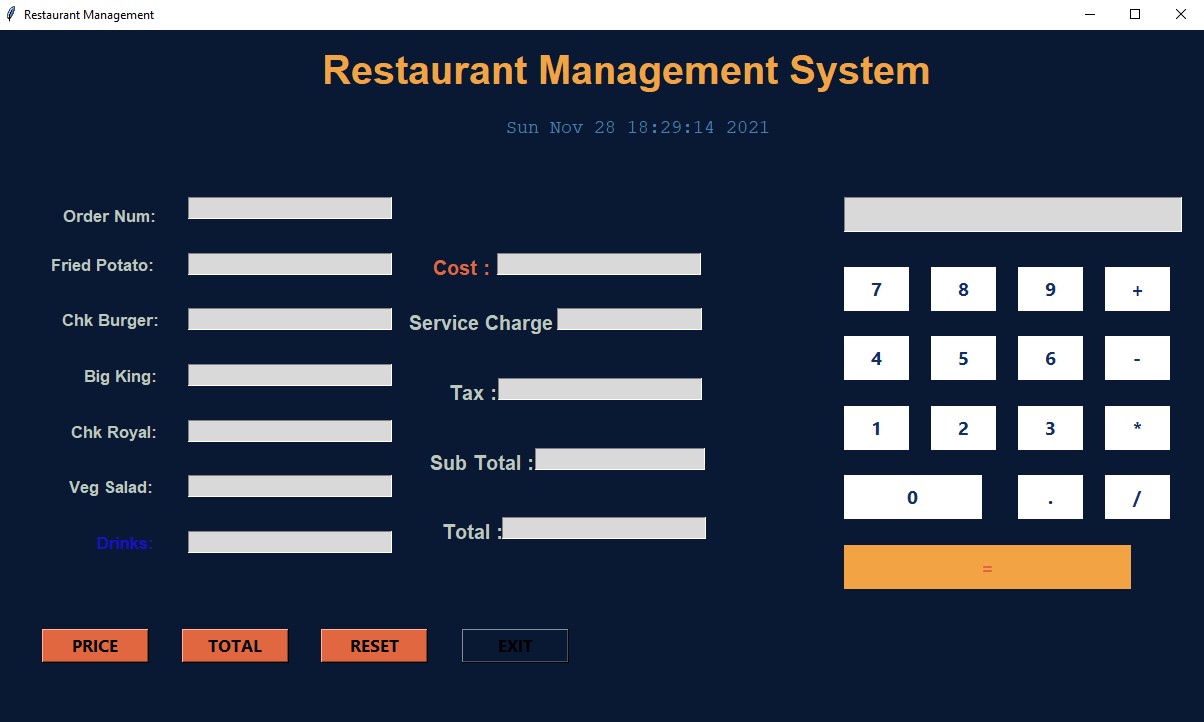 Restaurant Management
Restaurant Management System
Sun Nov 28 18:29:14 2021
Order Num:
Fried Potato:
Cost :
Chk Burger:
Service Charge
Big King:
Tax :
Chk Royal:
Sub Total :
Veg Salad:
Total :
Drinks:
7 8 9 +
4 5 6 -
1 2 3 *
0 . /
=
PRICE TOTAL RESET EXIT